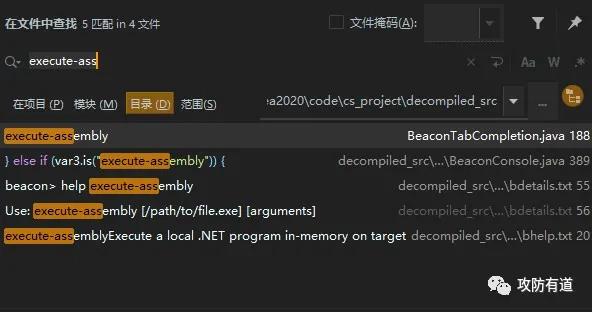 在文件中查找 5 匹配 in 4 文件
文件掩码(A):
execute-ass
Aa W .*
在项目 (P) 模块 (M) 目录 (D) 范围(S) ea2020\code\cs_project\decompiled_src ...
execute-assembly BeaconTabCompletion.java 188
} else if (var3.is("execute-assembly")) { decompiled_src\...\BeaconConsole.java 389
beacon> help execute-assembly decompiled_src\...\bdetails.txt 55
Use: execute-assembly [/path/to/file.exe] [arguments] decompiled_src\...\bdetails.txt 56
execute-assemblyExecute a local .NET program in-memory on target decompiled_src\...\bhelp.txt 20
攻防有道